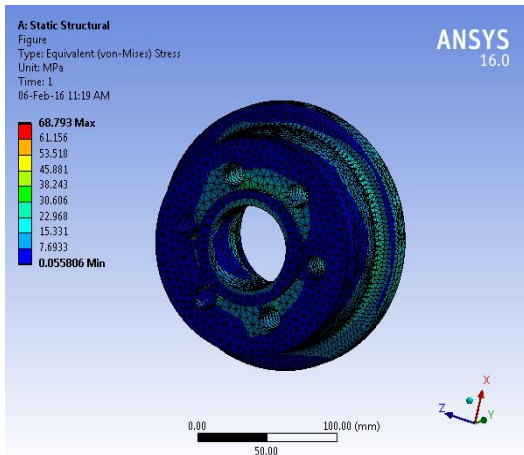 A: Static Structural
Figure
Type: Equivalent (von-Mises) Stress
Unit: MPa
Time: 1
06-Feb-16 11:19 AM
ANSYS
16.0
68.793 Max
61.156
53.518
45.881
38.243
30.606
22.968
15.331
7.6933
0.055806 Min
X
Y
Z
0.00
100.00 (mm)
50.00